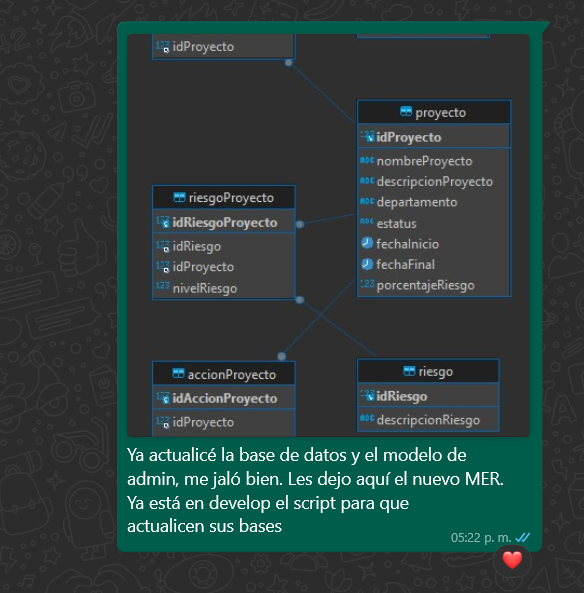 idProyecto
proyecto
idProyecto
nombreProyecto
descripcionProyecto
departamento
estatus
fechaInicio
fechaFinal
porcentajeRiesgo
riesgoProyecto
idRiesgoProyecto
idRiesgo
idProyecto
nivelRiesgo
accionProyecto
idAccionProyecto
idProyecto
riesgo
idRiesgo
descripcionRiesgo
Ya actualicé la base de datos y el modelo de
admin, me jaló bien. Les dejo aquí el nuevo MER.
Ya está en develop el script para que
actualicen sus bases
05:22 p. m.